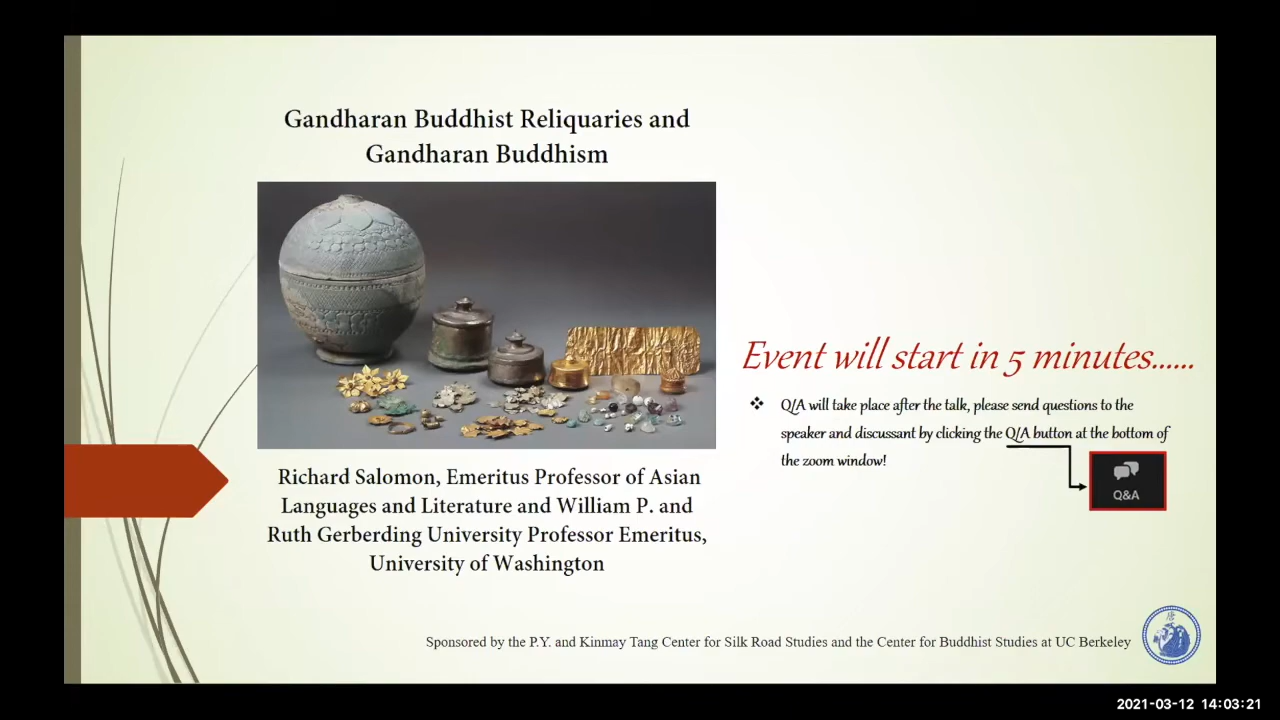 Gandharan Buddhist Reliquaries and
Gandharan Buddhism
Richard Salomon, Emeritus Professor of Asian
Languages and Literature and William P. and
Ruth Gerberding University Professor Emeritus,
University of Washington
Event will start in 5 minutes......
❖ Q/A will take place after the talk, please send questions to the
speaker and discussant by clicking the Q/A button at the bottom of
the zoom window!
Q&A
Sponsored by the P.Y. and Kinmay Tang Center for Silk Road Studies and the Center for Buddhist Studies at UC Berkeley
唐
2021-03-12 14:03:21